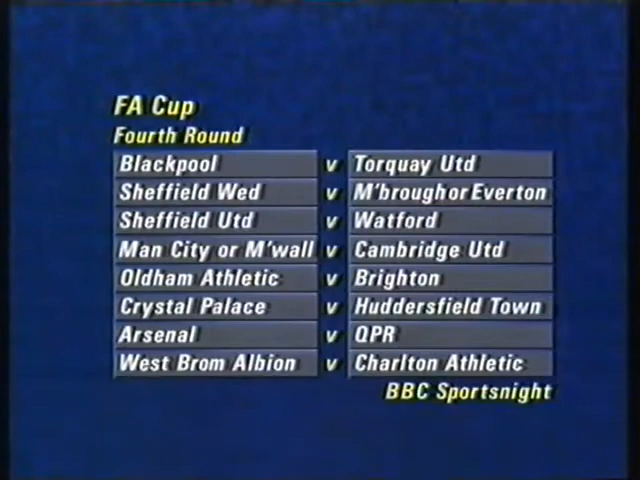 FA Cup
Fourth Round
Blackpool v Torquay Utd
Sheffield Wed v M'brough or Everton
Sheffield Utd v Watford
Man City or M'wall v Cambridge Utd
Oldham Athletic v Brighton
Crystal Palace v Huddersfield Town
Arsenal v QPR
West Brom Albion v Charlton Athletic
BBC Sportsnight